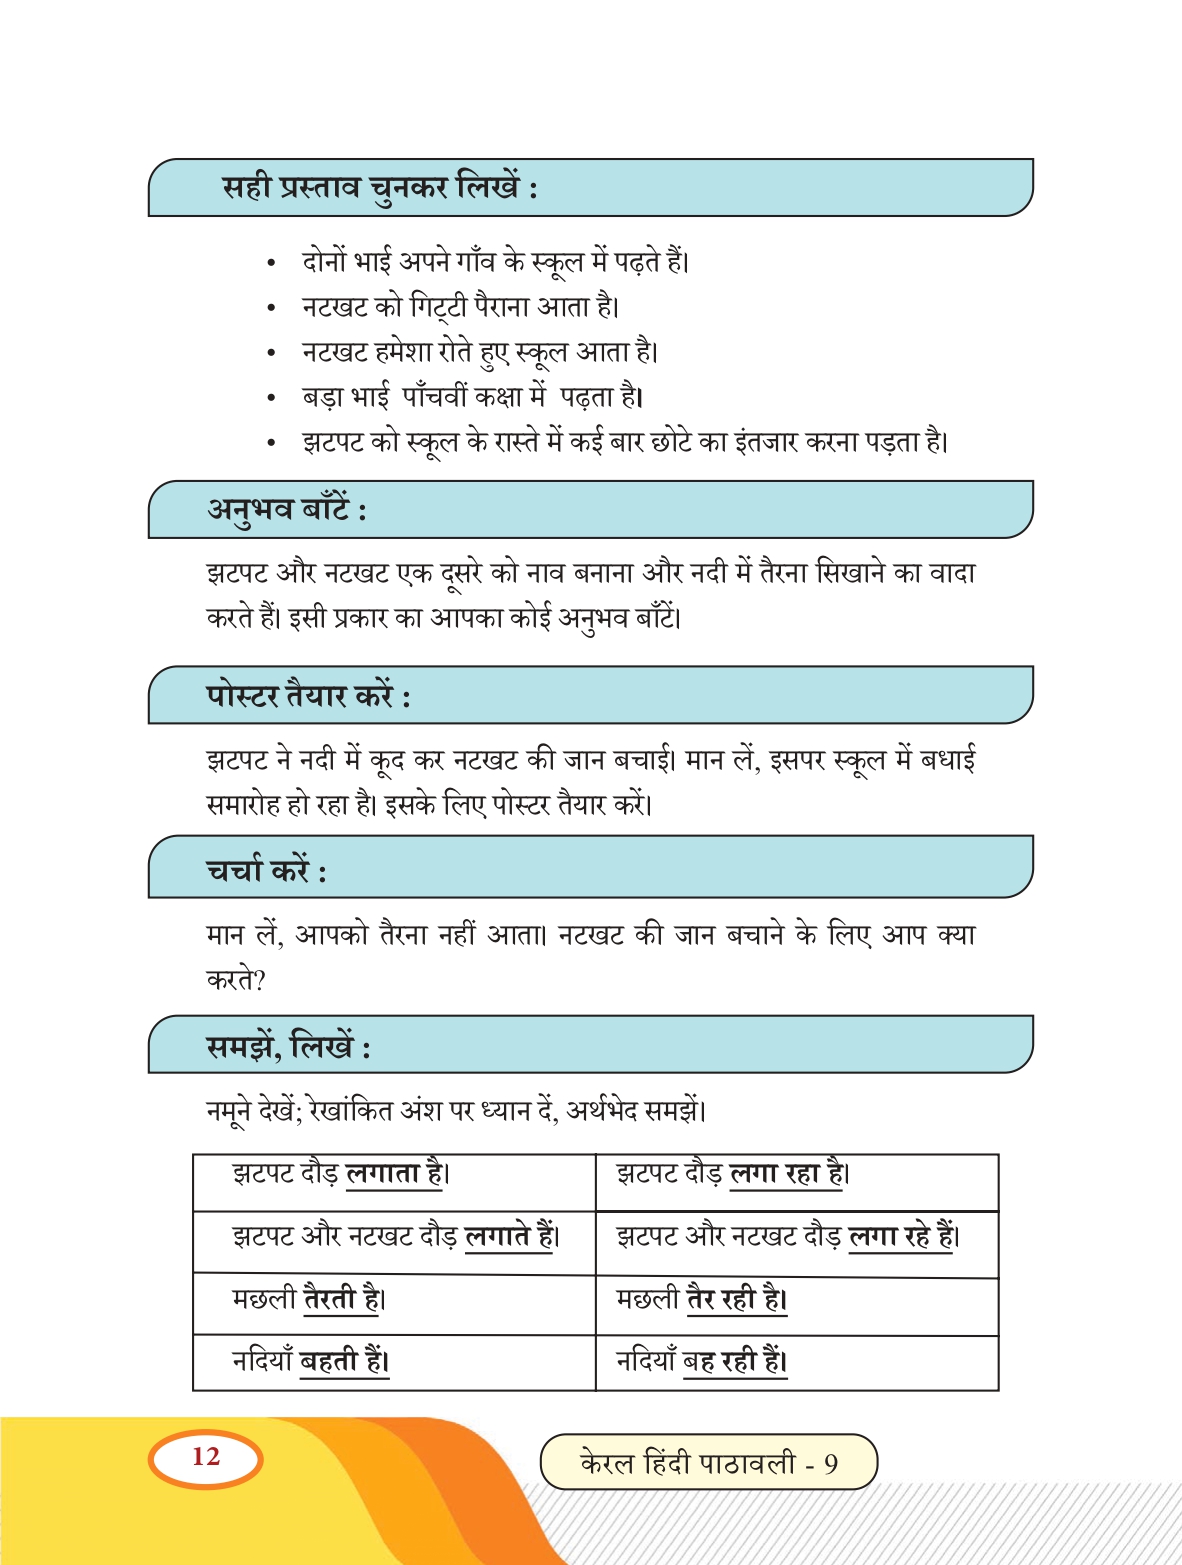 सही प्रस्ताव चुनकर लिखें :
• दोनों भाई अपने गाँव के स्कूल में पढ़ते हैं।
• नटखट को गिट्टी पैराना आता है।
• नटखट हमेशा रोते हुए स्कूल आता है।
• बड़ा भाई पाँचवीं कक्षा में पढ़ता है।
• झटपट को स्कूल के रास्ते में कई बार छोटे का इंतजार करना पड़ता है।
अनुभव बाँटें :
झटपट और नटखट एक दूसरे को नाव बनाना और नदी में तैरना सिखाने का वादा
करते हैं। इसी प्रकार का आपका कोई अनुभव बाँटें।
पोस्टर तैयार करें :
झटपट ने नदी में कूद कर नटखट की जान बचाई। मान लें, इसपर स्कूल में बधाई
समारोह हो रहा है। इसके लिए पोस्टर तैयार करें।
चर्चा करें :
मान लें, आपको तैरना नहीं आता। नटखट की जान बचाने के लिए आप क्या
करते?
समझें, लिखें :
नमूने देखें; रेखांकित अंश पर ध्यान दें, अर्थभेद समझें।
झटपट दौड़ लगाता है। झटपट दौड़ लगा रहा है।
झटपट और नटखट दौड़ लगाते हैं। झटपट और नटखट दौड़ लगा रहे हैं।
मछली तैरती है। मछली तैर रही है।
नदियाँ बहती हैं। नदियाँ बह रही हैं।
12 केरल हिंदी पाठावली - 9